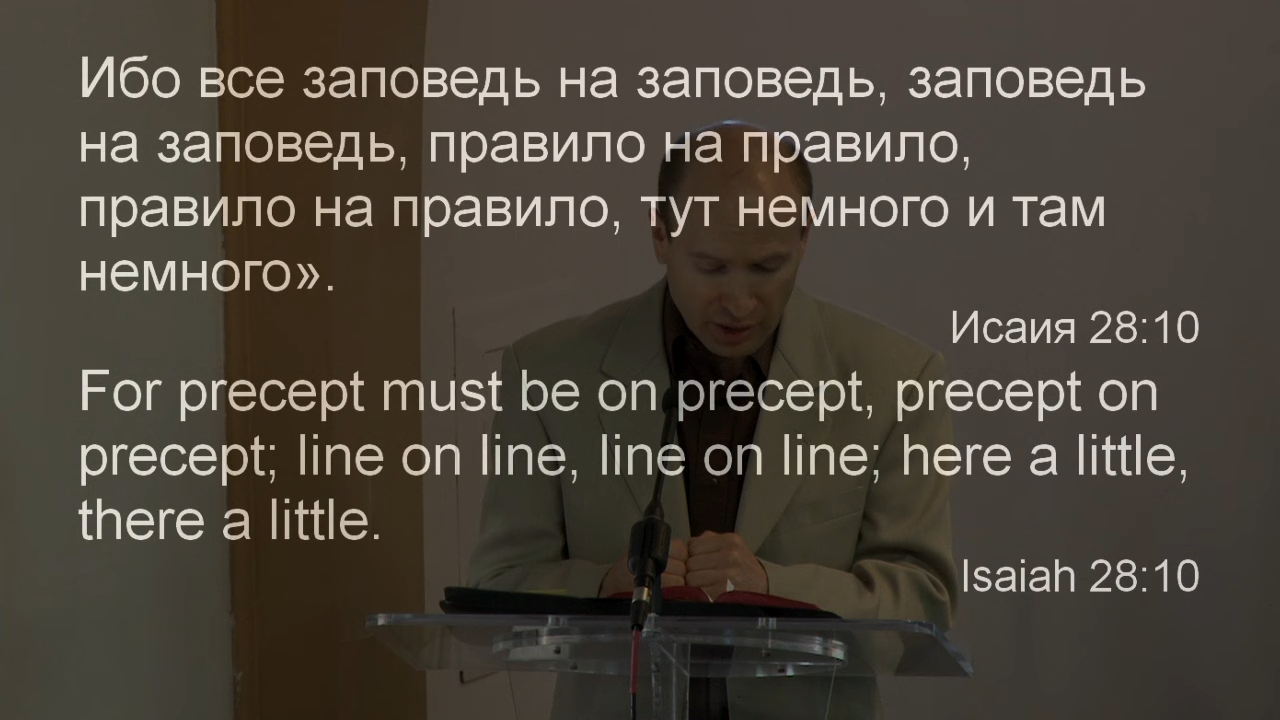 Ибо все заповедь на заповедь, заповедь
на заповедь, правило на правило,
правило на правило, тут немного и там
немного».
Исаия 28:10
For precept must be on precept, precept on
precept; line on line, line on line; here a little,
there a little.
Isaiah 28:10